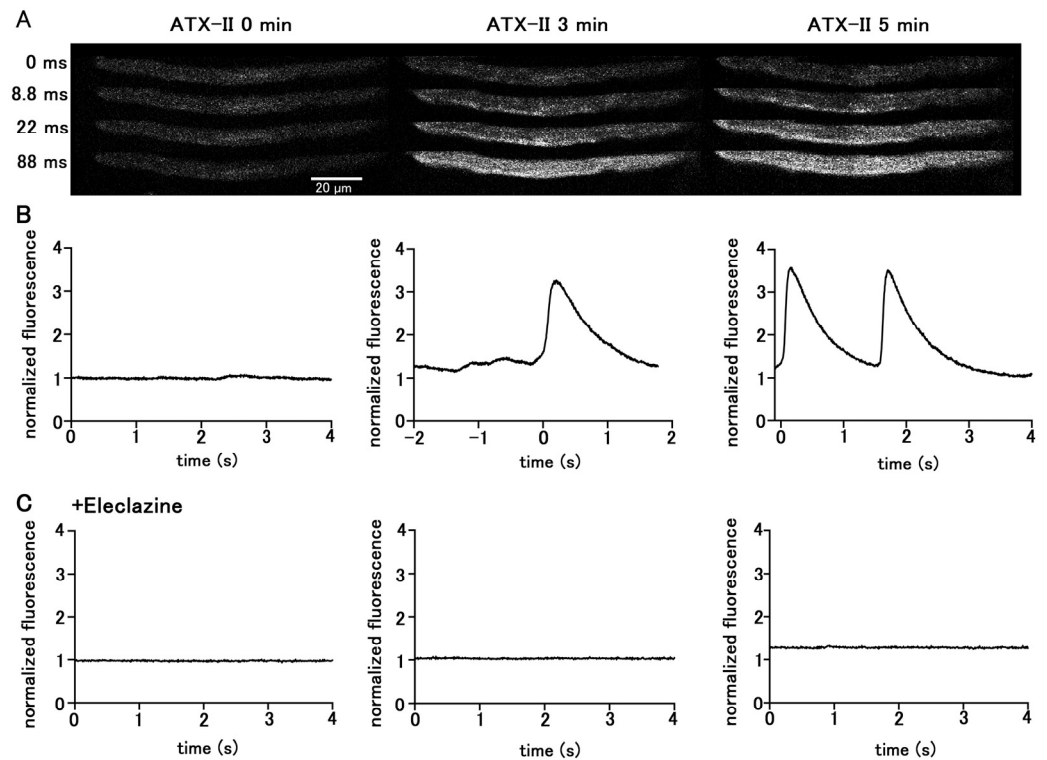 A
ATX-II 0 min ATX-II 3 min ATX-II 5 min
0 ms
8.8 ms
22 ms
88 ms
20 μm
B
normalized fluorescence
4
3
2
1
0
0 1 2 3 4
time (s)
normalized fluorescence
4
3
2
1
0
-2 -1 0 1 2
time (s)
normalized fluorescence
4
3
2
1
0
0 1 2 3 4
time (s)
C +Eleclazine
normalized fluorescence
4
3
2
1
0
0 1 2 3 4
time (s)
normalized fluorescence
4
3
2
1
0
0 1 2 3 4
time (s)
normalized fluorescence
4
3
2
1
0
0 1 2 3 4
time (s)